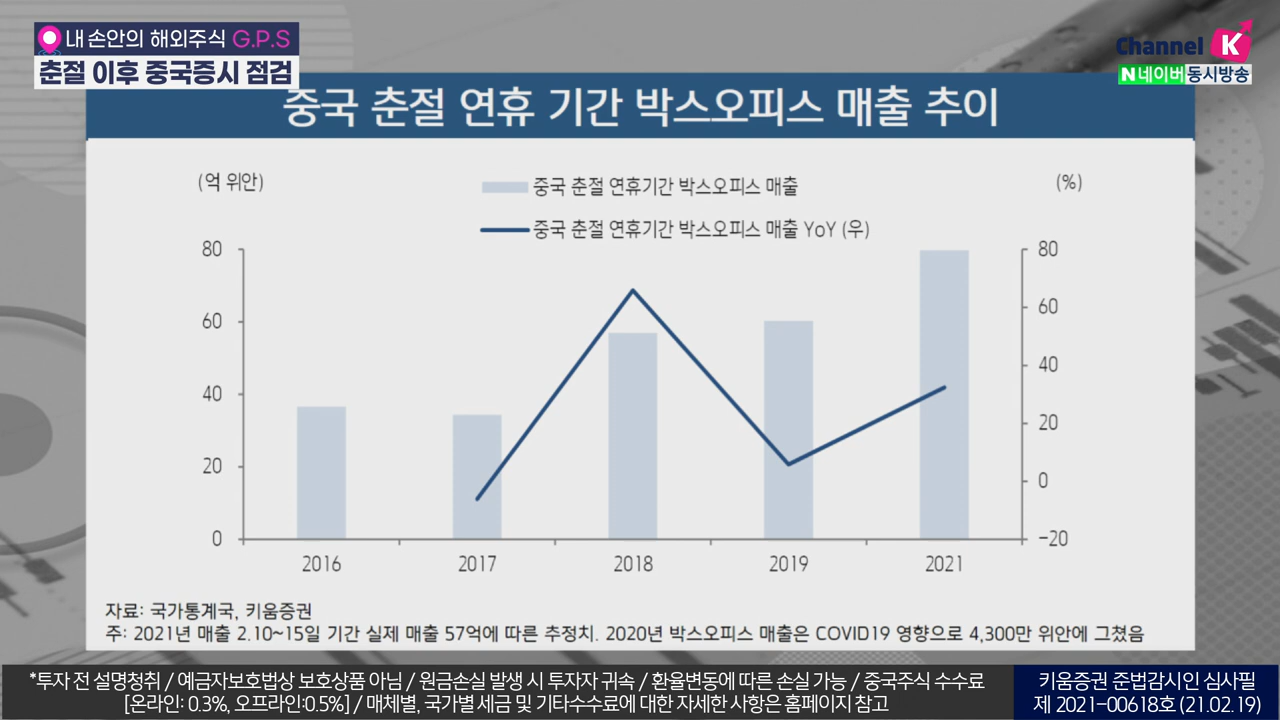 내 손안의 해외주식 G.P.S
춘절 이후 중국증시 점검
Channel K
N 네이버 동시방송
중국 춘절 연휴 기간 박스오피스 매출 추이
(억 위안)
(%)
중국 춘절 연휴기간 박스오피스 매출
중국 춘절 연휴기간 박스오피스 매출 YoY (우)
80
60
40
20
0
80
60
40
20
0
-20
2016 2017 2018 2019 2021
자료: 국가통계국, 키움증권
주: 2021년 매출 2.10~15일 기간 실제 매출 57억에 따른 추정치. 2020년 박스오피스 매출은 COVID19 영향으로 4,300만 위안에 그쳤음
*투자 전 설명청취 / 예금자보호법상 보호상품 아님 / 원금손실 발생 시 투자자 귀속 / 환율변동에 따른 손실 가능 / 중국주식 수수료
[온라인: 0.3%, 오프라인:0.5%] / 매체별, 국가별 세금 및 기타수수료에 대한 자세한 사항은 홈페이지 참고
키움증권 준법감시인 심사필
제 2021-00618호 (21.02.19)